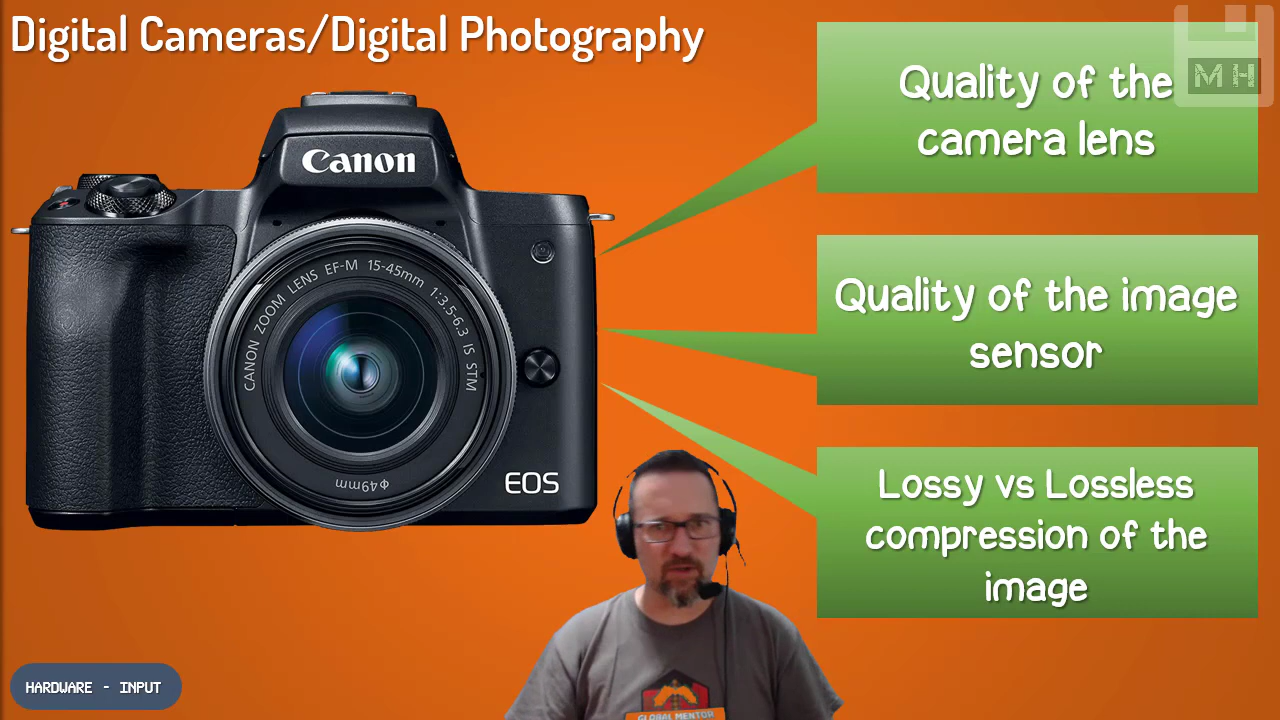 Digital Cameras/Digital Photography
MH
Quality of the
camera lens
Canon
CANON ZOOM LENS EF-M 15-45mm 1:3.5-6.3 IS STM
Quality of the image
sensor
EOS
φ49mm
Lossy vs Lossless
compression of the
image
HARDWARE - INPUT
GLOBAL MENTOR